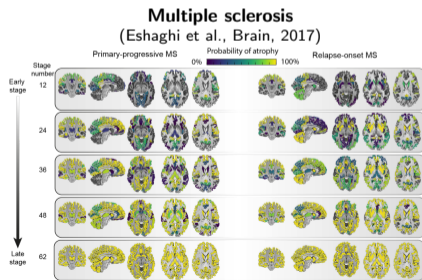 Multiple sclerosis
(Eshaghi et al., Brain, 2017)
Primary-progressive MS
Probability of atrophy
0%
100%
Relapse-onset MS
Stage number
Early stage
12
24
36
48
Late stage
62